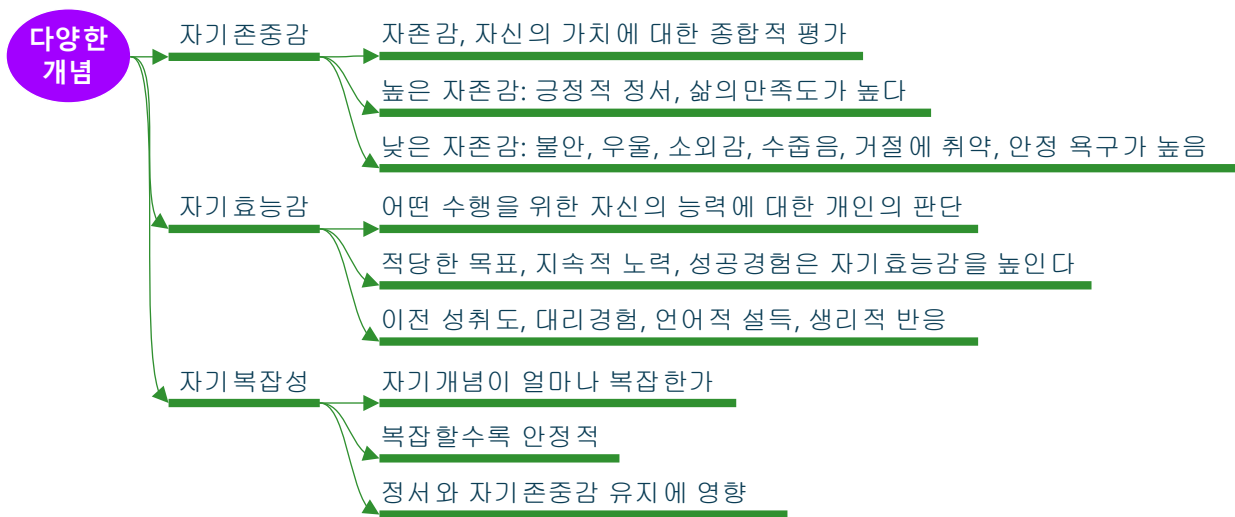 다양한
개념
자기존중감
자존감, 자신의 가치에 대한 종합적 평가
높은 자존감: 긍정적 정서, 삶의만족도가 높다
낮은 자존감: 불안, 우울, 소외감, 수줍음, 거절에 취약, 안정 욕구가 높음
자기효능감
어떤 수행을 위한 자신의 능력에 대한 개인의 판단
적당한 목표, 지속적 노력, 성공경험은 자기효능감을 높인다
이전 성취도, 대리경험, 언어적 설득, 생리적 반응
자기복잡성
자기개념이 얼마나 복잡한가
복잡할수록 안정적
정서와 자기존중감 유지에 영향